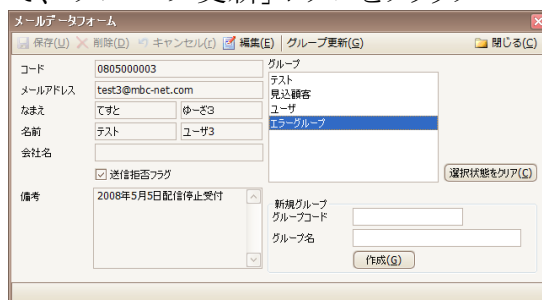 メールデータフォーム
保存(U) 削除(D) キャンセル(r) 編集(E) グループ更新(G) 閉じる(C)
コード 0805000003
メールアドレス test3@mbc-net.com
なまえ てすと ゆーざ3
名前 テスト ユーザ3
会社名
送信拒否フラグ
備考 2008年5月5日配信停止受付
グループ
テスト
見込顧客
ユーザ
エラーグループ
選択状態をクリア(C)
新規グループ
グループコード
グループ名
作成(G)